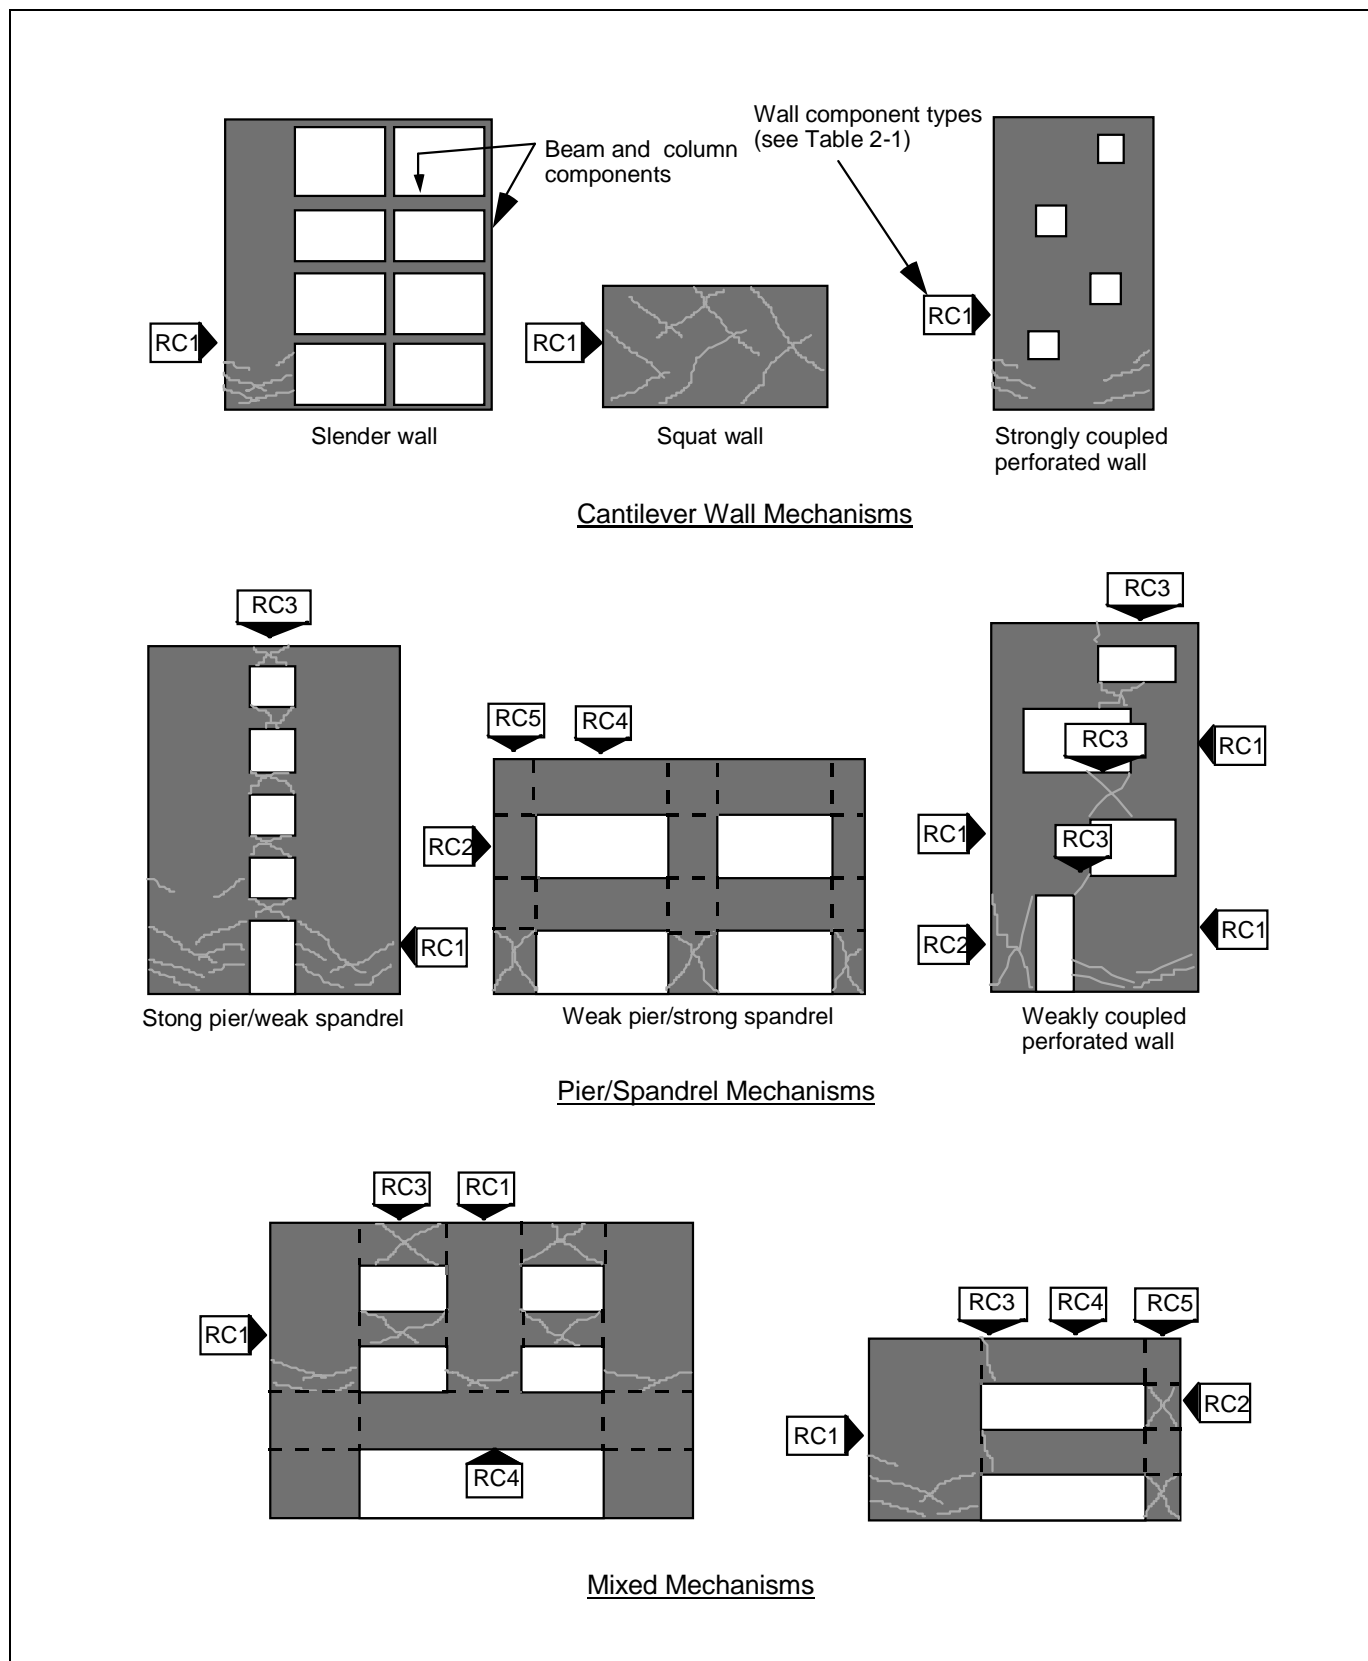 Wall component types
(see Table 2-1)
Beam and column
components
RC1
RC1
RC1
Slender wall
Squat wall
Strongly coupled
perforated wall
Cantilever Wall Mechanisms
RC3
RC3
RC5
RC4
RC3
RC1
RC2
RC1
RC3
RC1
RC2
RC1
Stong pier/weak spandrel
Weak pier/strong spandrel
Weakly coupled
perforated wall
Pier/Spandrel Mechanisms
RC3
RC1
RC1
RC4
RC3
RC4
RC5
RC2
RC1
Mixed Mechanisms